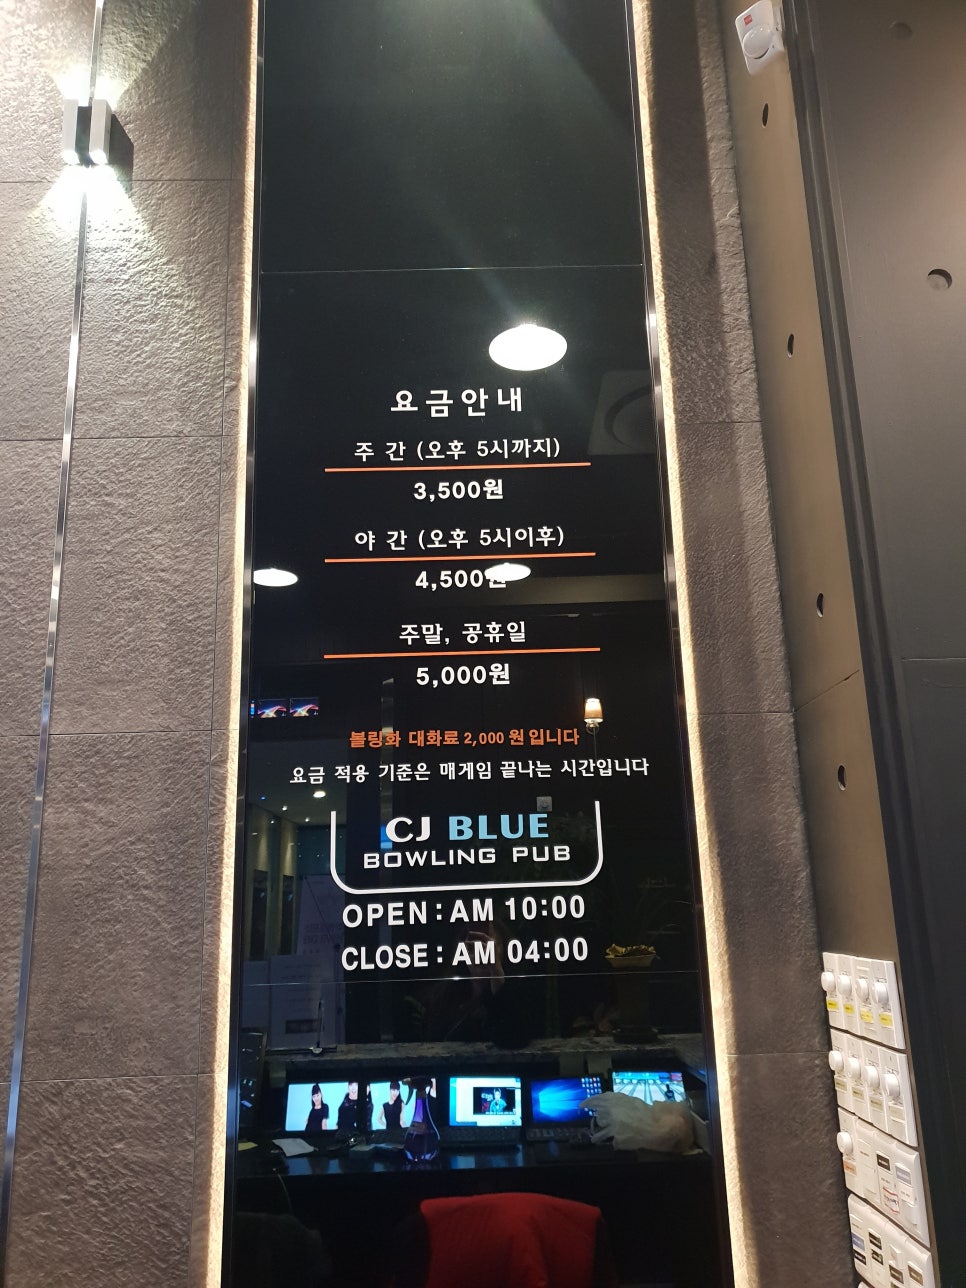 요금안내
주 간 (오후 5시까지)
3,500원
야 간 (오후 5시이후)
4,500원
주말, 공휴일
5,000원
볼링화 대화료 2,000 원입니다
요금 적용 기준은 매게임 끝나는 시간입니다
CJ BLUE
BOWLING PUB
OPEN : AM 10:00
CLOSE : AM 04:00